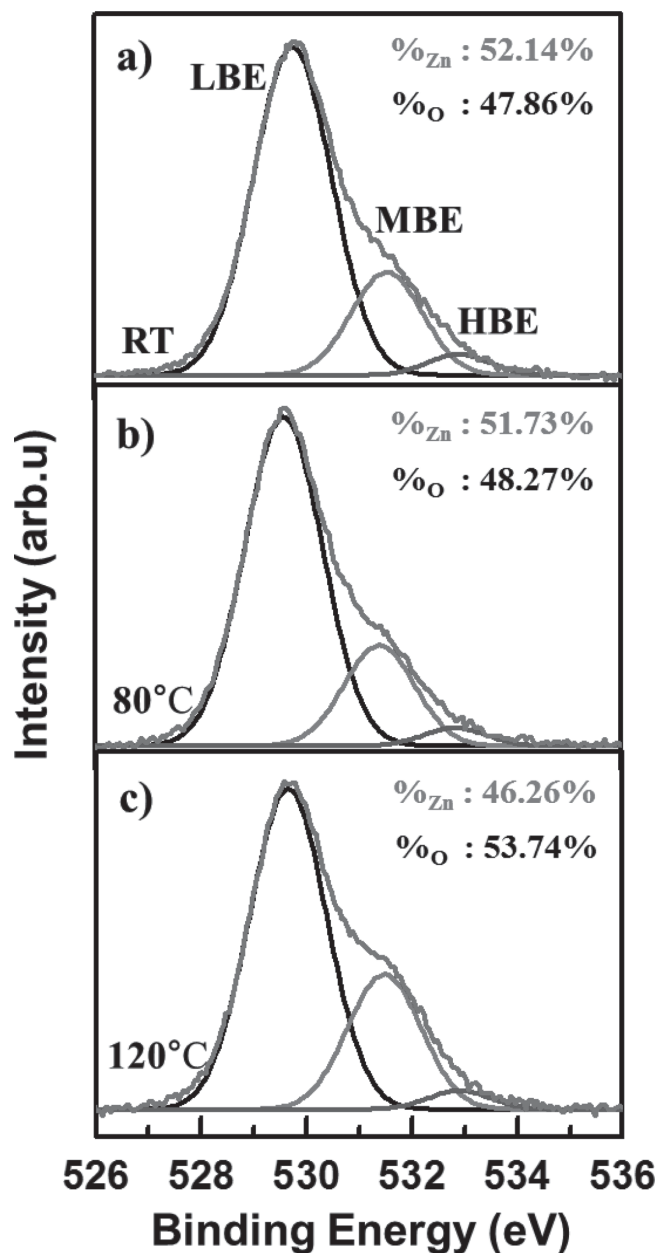 a)
LBE
%Zn : 52.14%
%O : 47.86%
MBE
HBE
RT
b)
%Zn : 51.73%
%O : 48.27%
80°C
c)
%Zn : 46.26%
%O : 53.74%
120°C
Intensity (arb.u)
526 528 530 532 534 536
Binding Energy (eV)